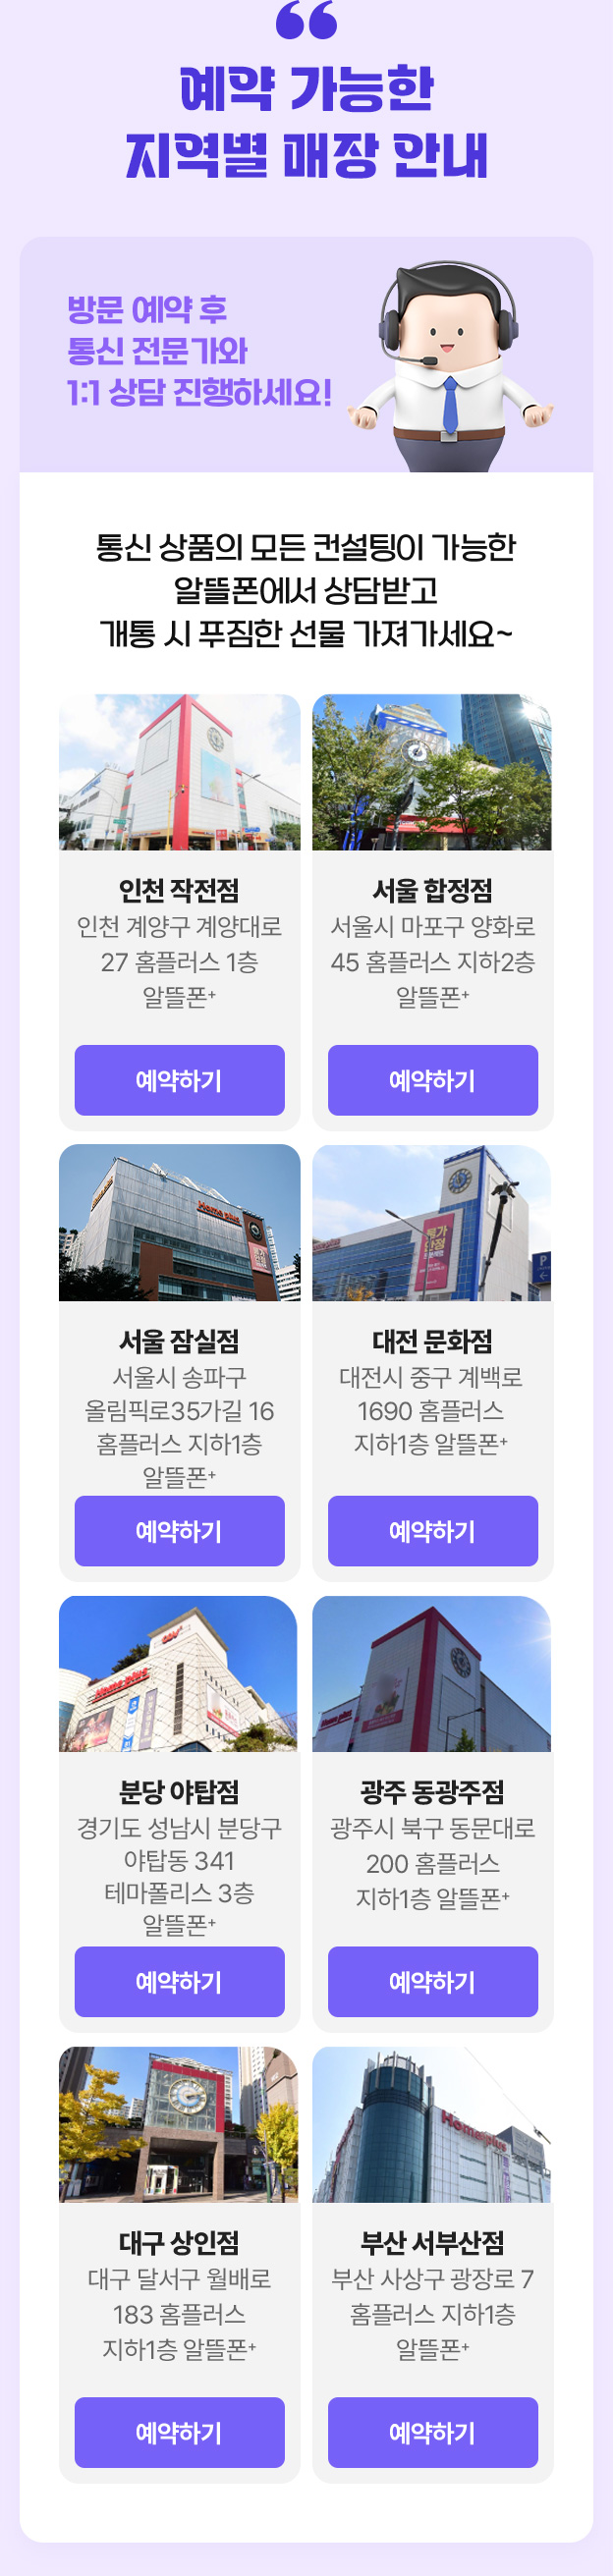 예약 가능한
지역별 매장 안내
방문 예약 후
통신 전문가와
1:1 상담 진행하세요!
통신 상품의 모든 컨설팅이 가능한
알뜰폰에서 상담받고
개통 시 푸짐한 선물 가져가세요~
인천 작전점
인천 계양구 계양대로
27 홈플러스 1층
알뜰폰+
예약하기
서울 합정점
서울시 마포구 양화로
45 홈플러스 지하2층
알뜰폰+
예약하기
Home plus
서울 잠실점
서울시 송파구
올림픽로35가길 16
홈플러스 지하1층
알뜰폰+
예약하기
물가
안정
P
대전 문화점
대전시 중구 계백로
1690 홈플러스
지하1층 알뜰폰+
예약하기
CGV
Home plus
분당 야탑점
경기도 성남시 분당구
야탑동 341
테마폴리스 3층
알뜰폰+
예약하기
Home plus
광주 동광주점
광주시 북구 동문대로
200 홈플러스
지하1층 알뜰폰+
예약하기
대구 상인점
대구 달서구 월배로
183 홈플러스
지하1층 알뜰폰+
예약하기
Home plus
부산 서부산점
부산 사상구 광장로 7
홈플러스 지하1층
알뜰폰+
예약하기